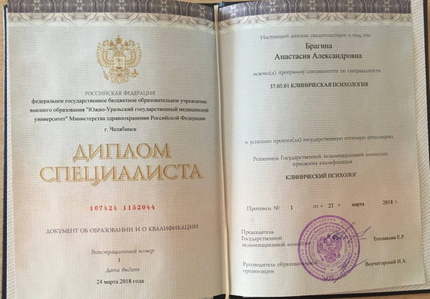 РОССИЙСКАЯ ФЕДЕРАЦИЯ
федеральное государственное бюджетное образовательное учреждение
высшего образования "Южно-Уральский государственный медицинский
университет" Министерства здравоохранения Российской Федерации
г. Челябинск
ДИПЛОМ
СПЕЦИАЛИСТА
107424 1152044
ДОКУМЕНТ ОБ ОБРАЗОВАНИИ И О КВАЛИФИКАЦИИ
Регистрационный номер
1
Дата выдачи
24 марта 2018 года
Настоящий диплом свидетельствует о том, что
Брагина
Анастасия Александровна
освоил(а) программу специалитета по специальности
37.05.01 КЛИНИЧЕСКАЯ ПСИХОЛОГИЯ
и успешно прошел(ла) государственную итоговую аттестацию
Решением Государственной экзаменационной комиссии
присвоена квалификация
КЛИНИЧЕСКИЙ ПСИХОЛОГ
Протокол № 1 от « 23 » марта 2018 г.
Председатель
Государственной
экзаменационной комиссии
Руководитель образовательной
организации